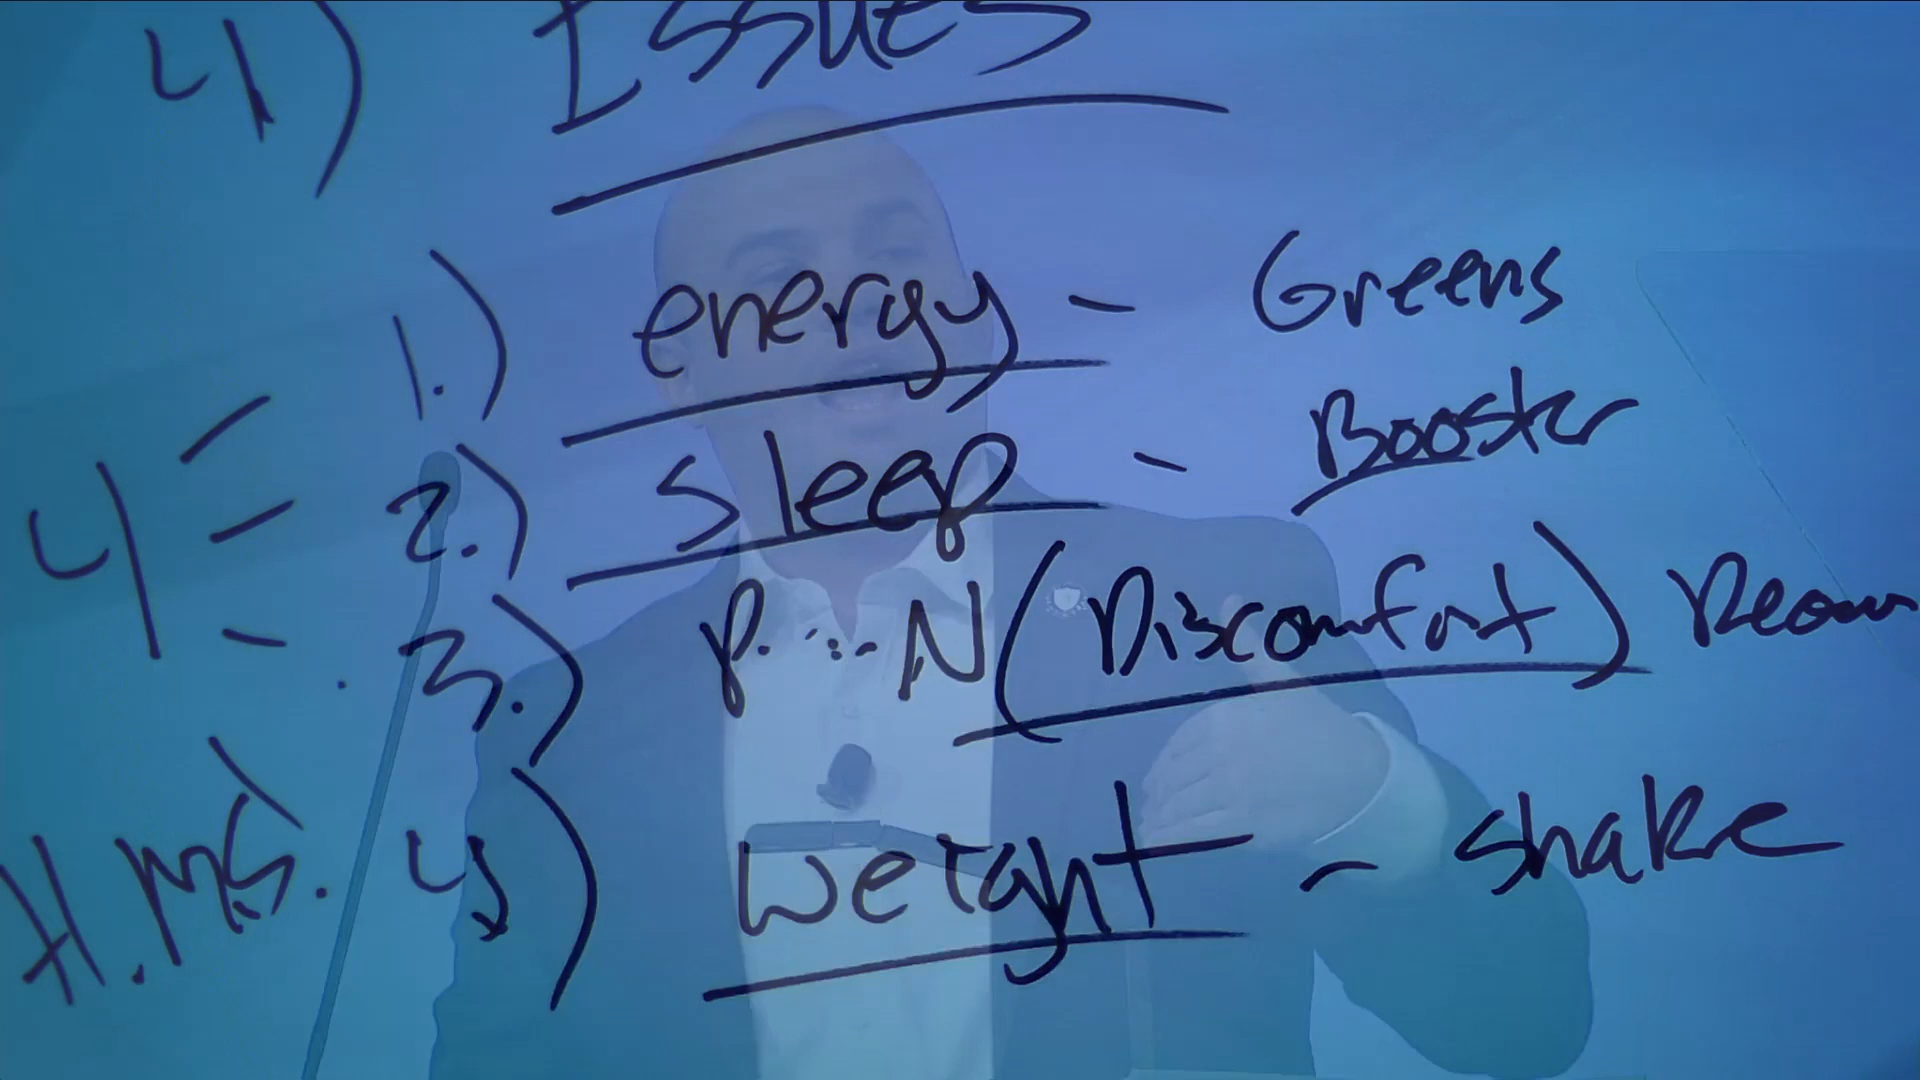 4) Issues
1.) energy - Greens
4 = 2.) sleep - Booster
3.) P. ... N (Discomfort)
H.M.S. 4) weight - shake